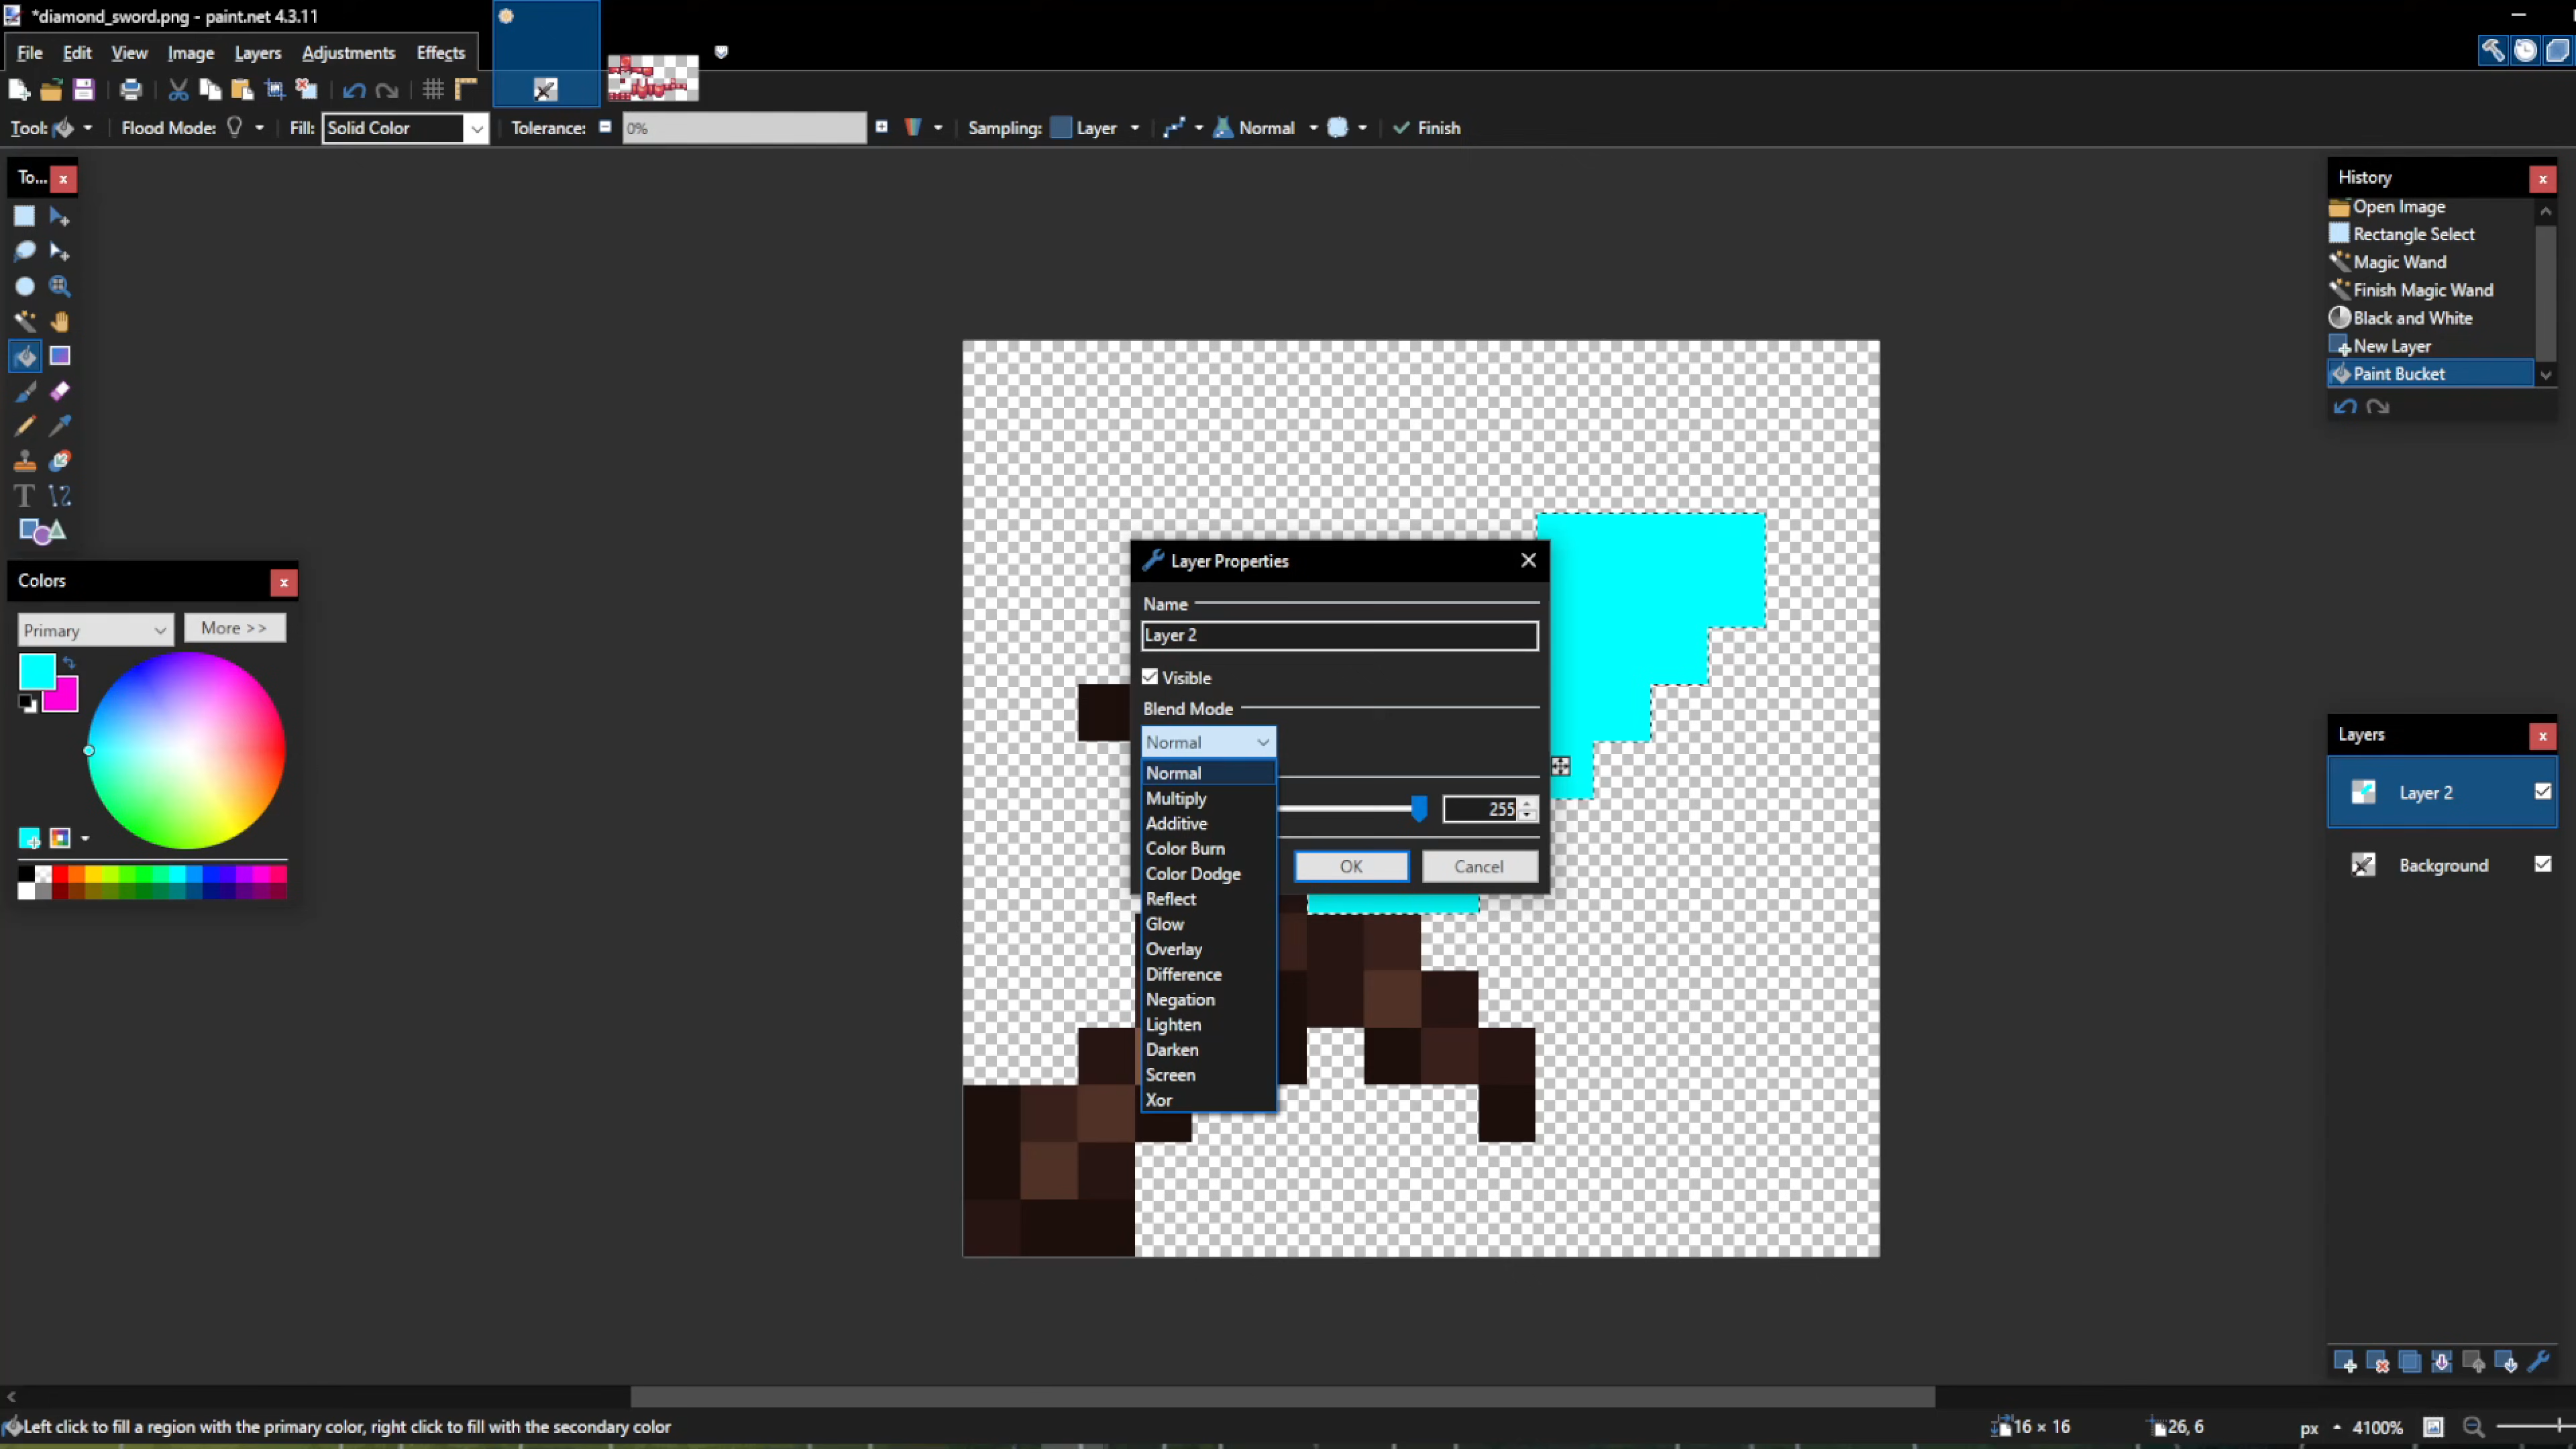 *diamond_sword.png - paint.net 4.3.11
File Edit View Image Layers Adjustments Effects
Tool: Flood Mode: Fill: Solid Color Tolerance: 0% Sampling: Layer Normal Finish
To...
Colors
Primary More >>
Layer Properties
Name
Layer 2
Visible
Blend Mode
Normal
Normal
Multiply
Additive
Color Burn
Color Dodge
Reflect
Glow
Overlay
Difference
Negation
Lighten
Darken
Screen
Xor
255
OK Cancel
History
Open Image
Rectangle Select
Magic Wand
Finish Magic Wand
Black and White
New Layer
Paint Bucket
Layers
Layer 2
Background
Left click to fill a region with the primary color, right click to fill with the secondary color
16 × 16 26, 6 px 4100%